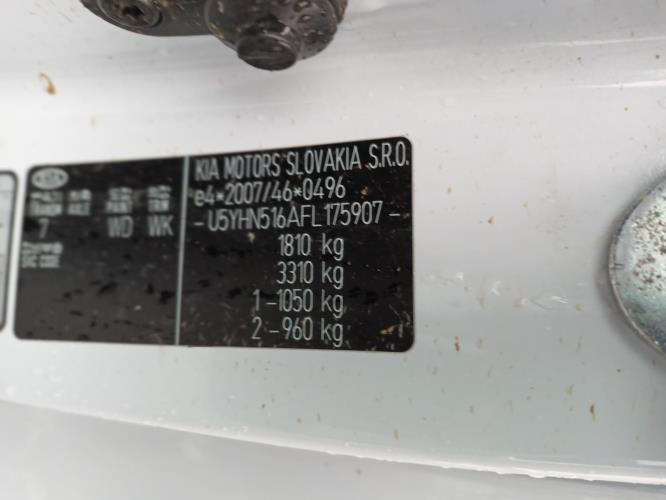 KIA MOTORS SLOVAKIA S.R.O.
e4*2007/46*0496
- U5YHN516AFL175907 -
1810 kg
3310 kg
1 -1050 kg
2 -960 kg
7 WD WK